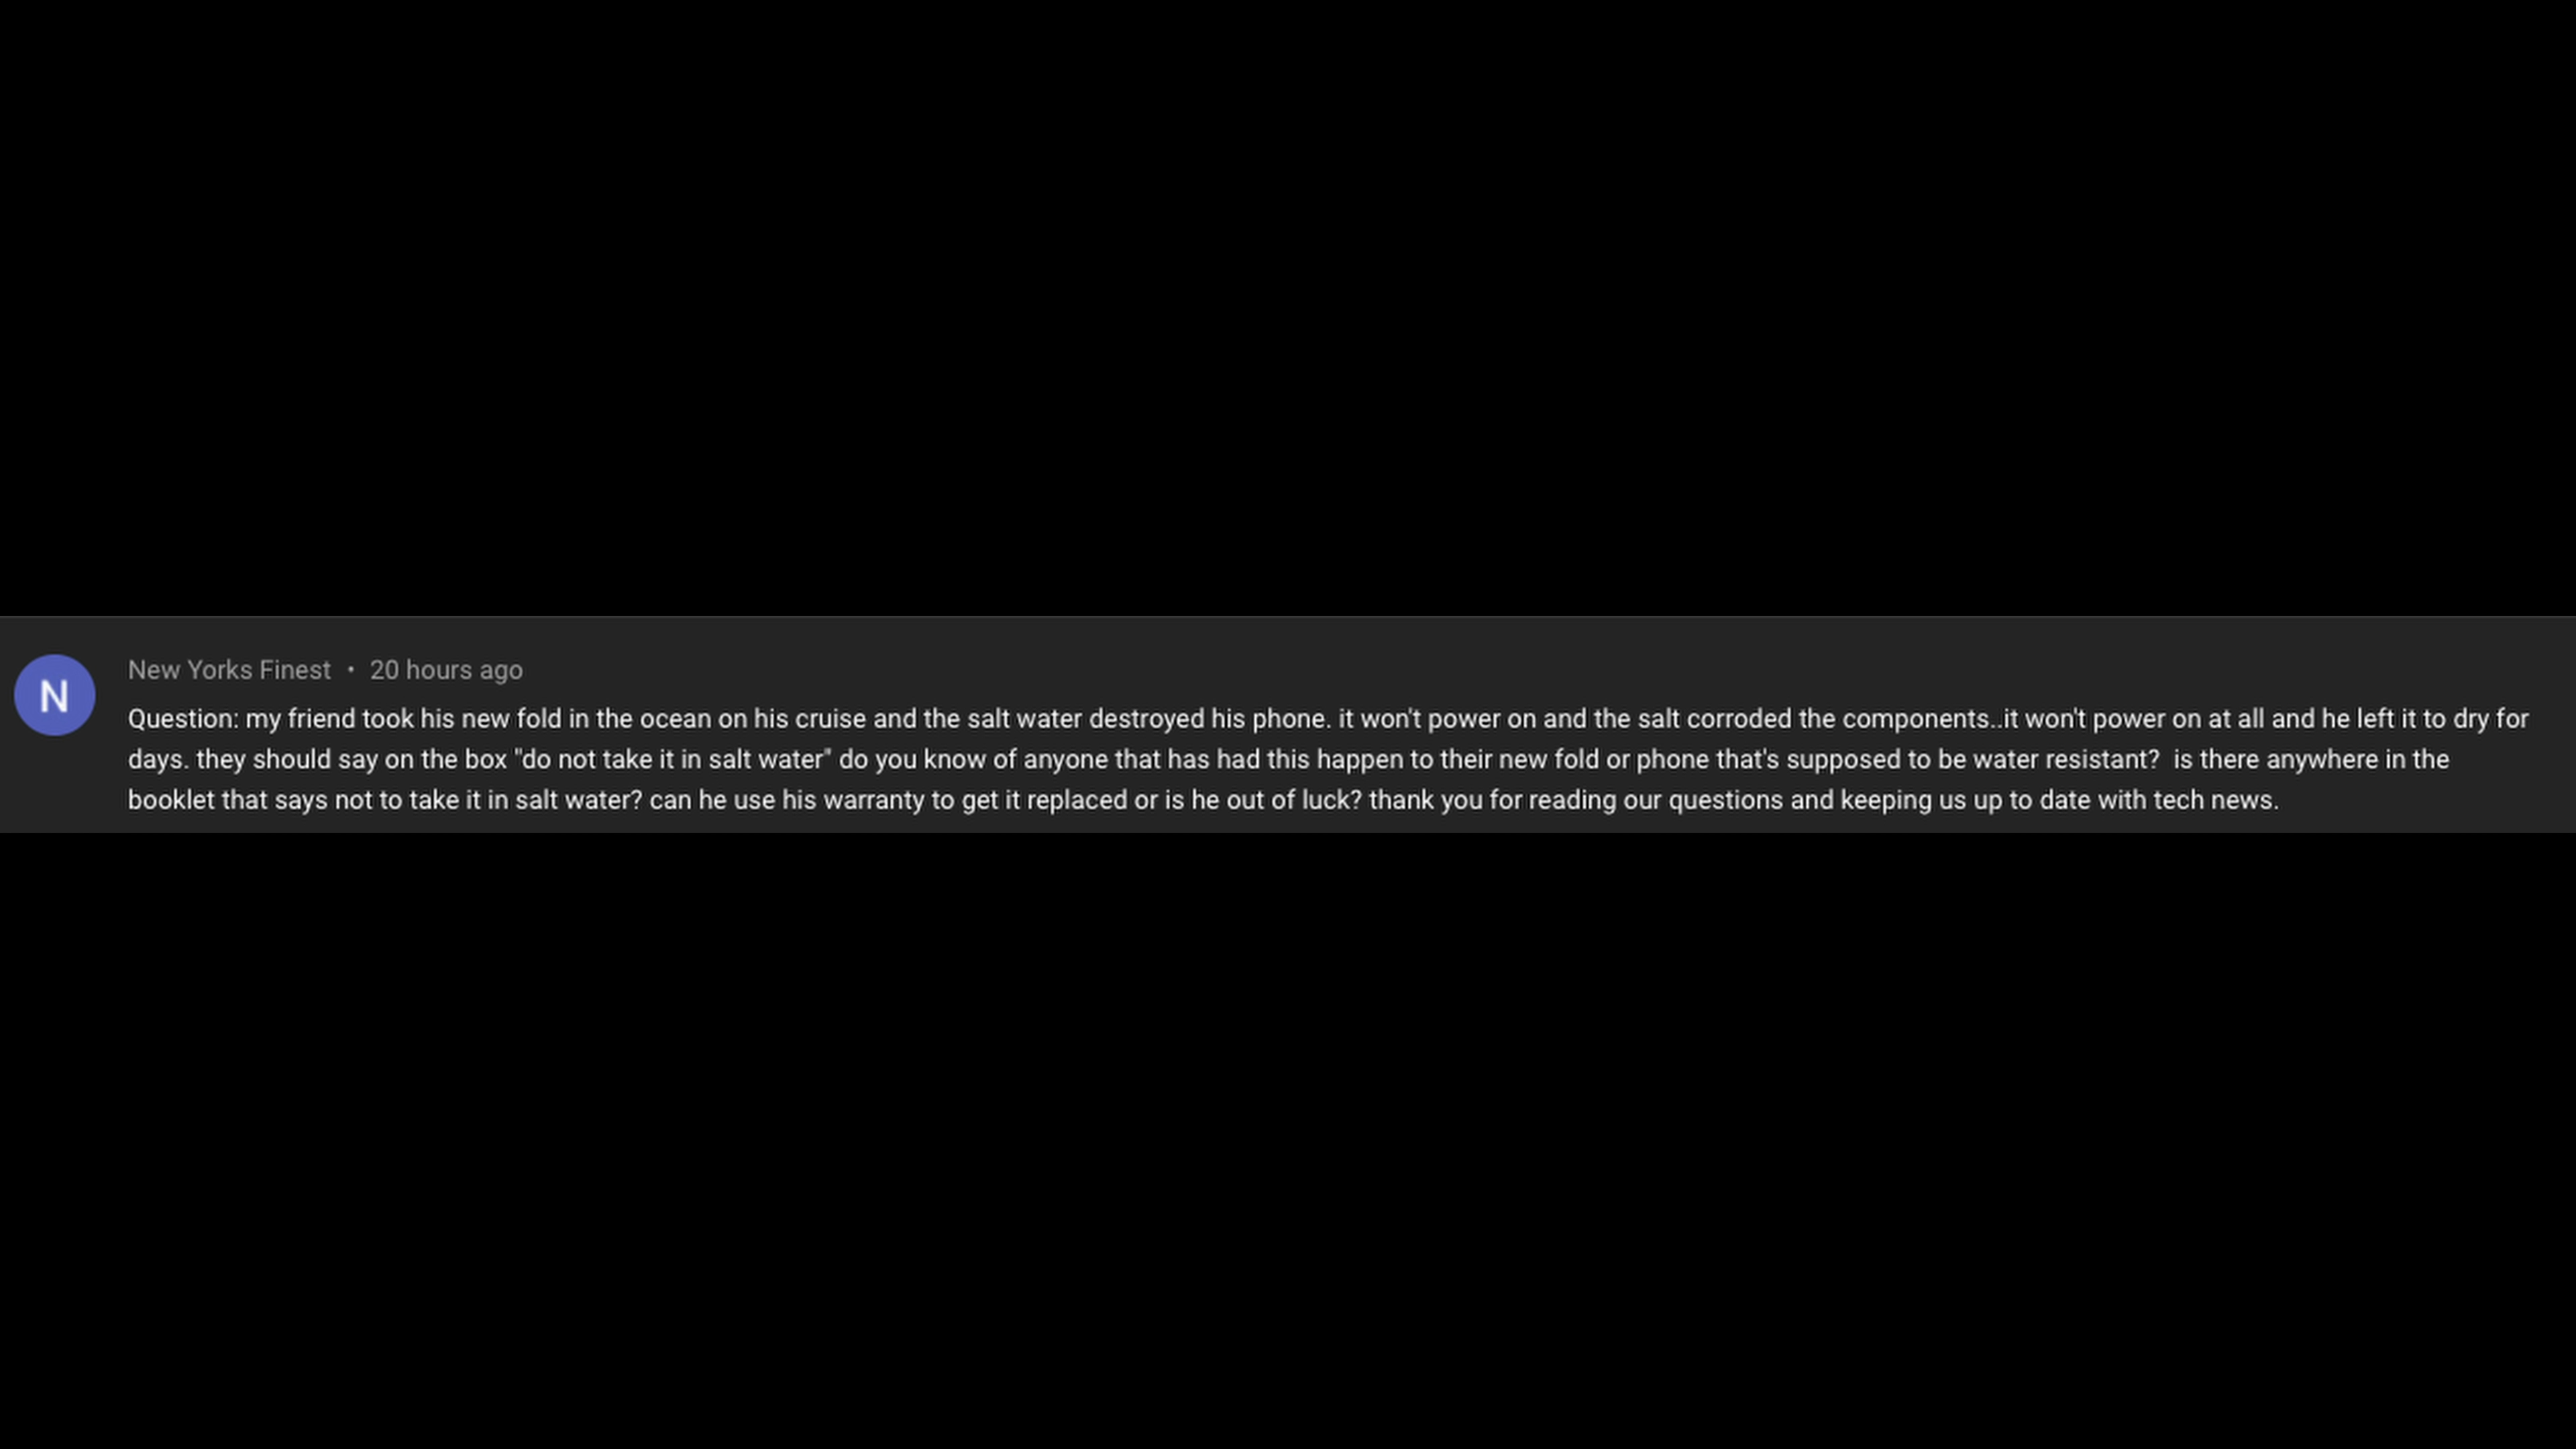 N
New Yorks Finest • 20 hours ago
Question: my friend took his new fold in the ocean on his cruise and the salt water destroyed his phone. it won't power on and the salt corroded the components..it won't power on at all and he left it to dry for
days. they should say on the box "do not take it in salt water" do you know of anyone that has had this happen to their new fold or phone that's supposed to be water resistant?  is there anywhere in the
booklet that says not to take it in salt water? can he use his warranty to get it replaced or is he out of luck? thank you for reading our questions and keeping us up to date with tech news.